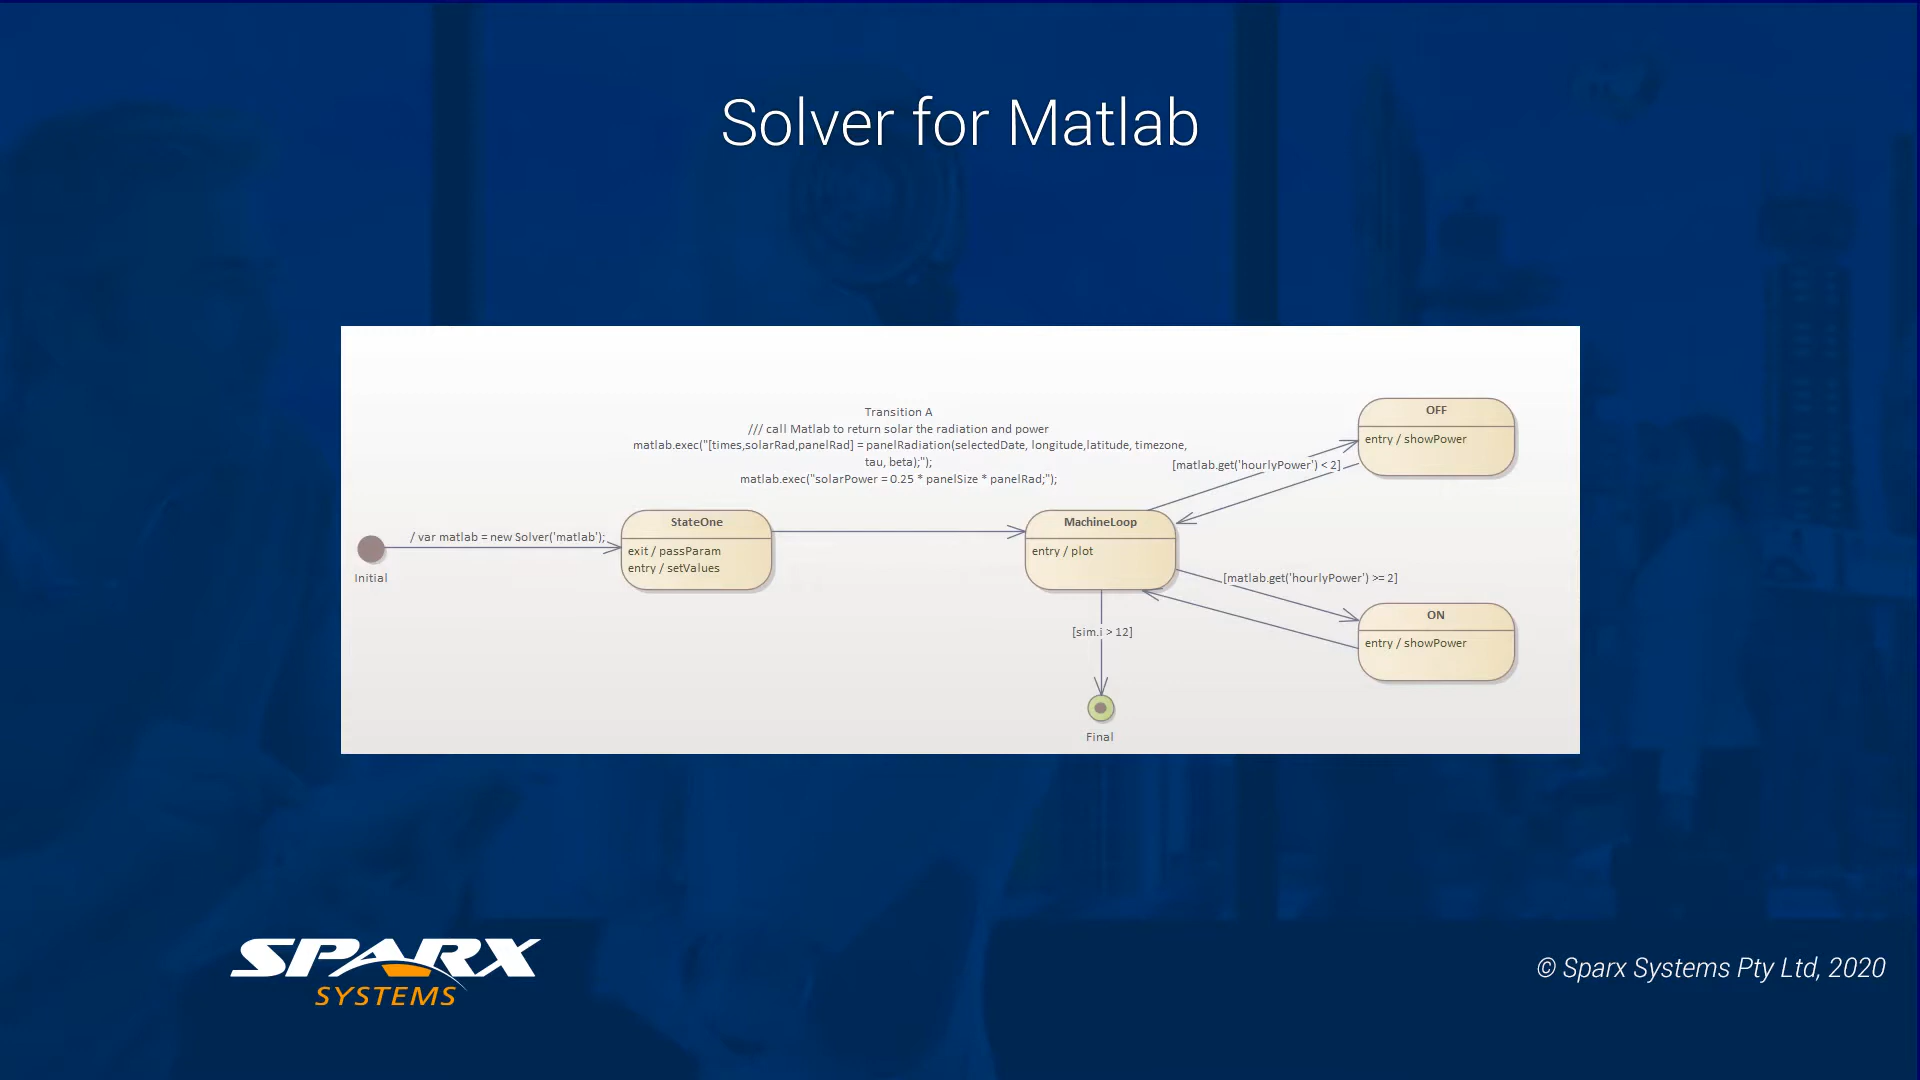 Solver for Matlab
Transition A
/// call Matlab to return solar the radiation and power
matlab.exec("[times,solarRad,panelRad] = panelRadiation(selectedDate, longitude,latitude, timezone,
tau, beta);");
matlab.exec("solarPower = 0.25 * panelSize * panelRad;");
OFF
entry / showPower
[matlab.get('hourlyPower') < 2]
/ var matlab = new Solver('matlab');
Initial
StateOne
exit / passParam
entry / setValues
MachineLoop
entry / plot
[matlab.get('hourlyPower') >= 2]
ON
entry / showPower
[sim.i > 12]
Final
SPARX
SYSTEMS
© Sparx Systems Pty Ltd, 2020